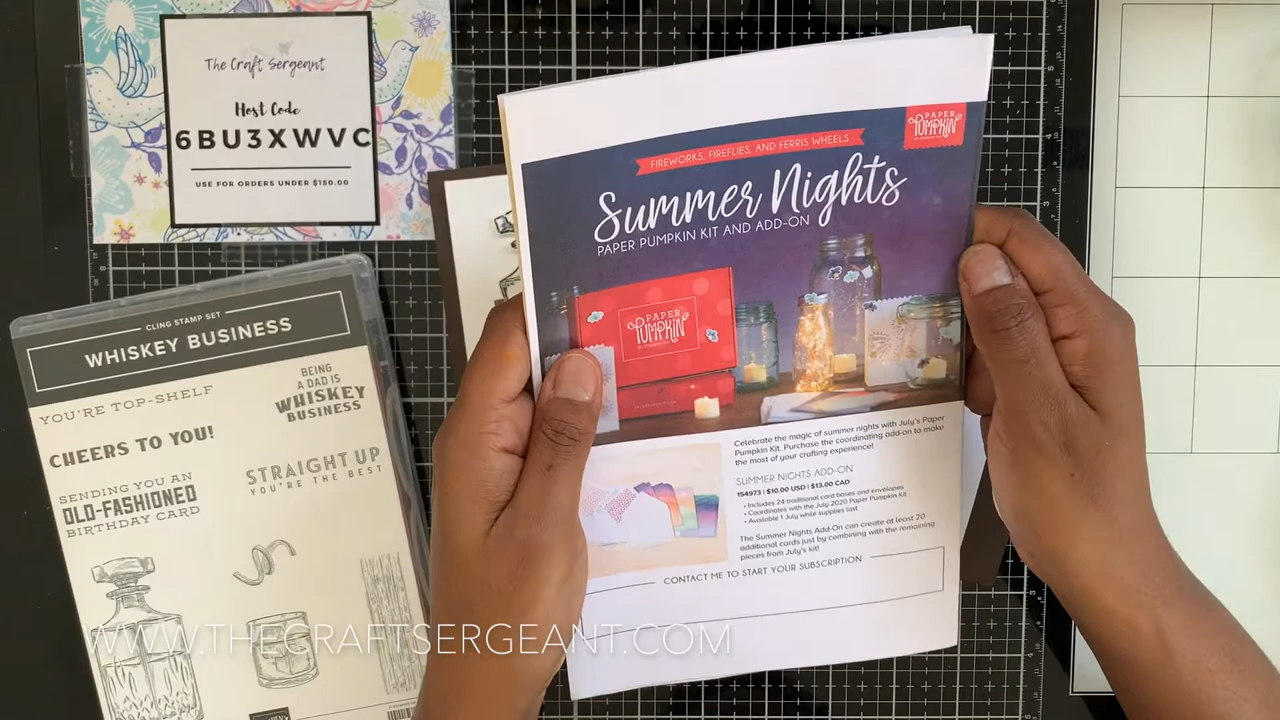 The Craft Sergeant
Host Code
6BU3XWVC
USE FOR ORDERS UNDER $150.00
CLING STAMP SET
WHISKEY BUSINESS
YOU'RE TOP-SHELF
BEING
A DAD IS
WHISKEY
BUSINESS
CHEERS TO YOU!
STRAIGHT UP
YOU'RE THE BEST
SENDING YOU AN
OLD-FASHIONED
BIRTHDAY CARD
PAPER
PUMPKIN
FIREWORKS, FIREFLIES, AND FERRIS WHEELS
Summer Nights
PAPER PUMPKIN KIT AND ADD-ON
PAPER
PUMPKIN
Celebrate the magic of summer nights with July's Paper
Pumpkin Kit. Purchase the coordinating add-on to make
the most of your crafting experience!
SUMMER NIGHTS ADD-ON
154973 | $10.00 USD | $13.00 CAD
• Includes 24 traditional card bases and envelopes
• Coordinates with the July 2020 Paper Pumpkin Kit
• Available 1 July while supplies last
The Summer Nights Add-On can create at least 20
additional cards just by combining with the remaining
pieces from July's kit!
CONTACT ME TO START YOUR SUBSCRIPTION
WWW.THECRAFTSERGEANT.COM